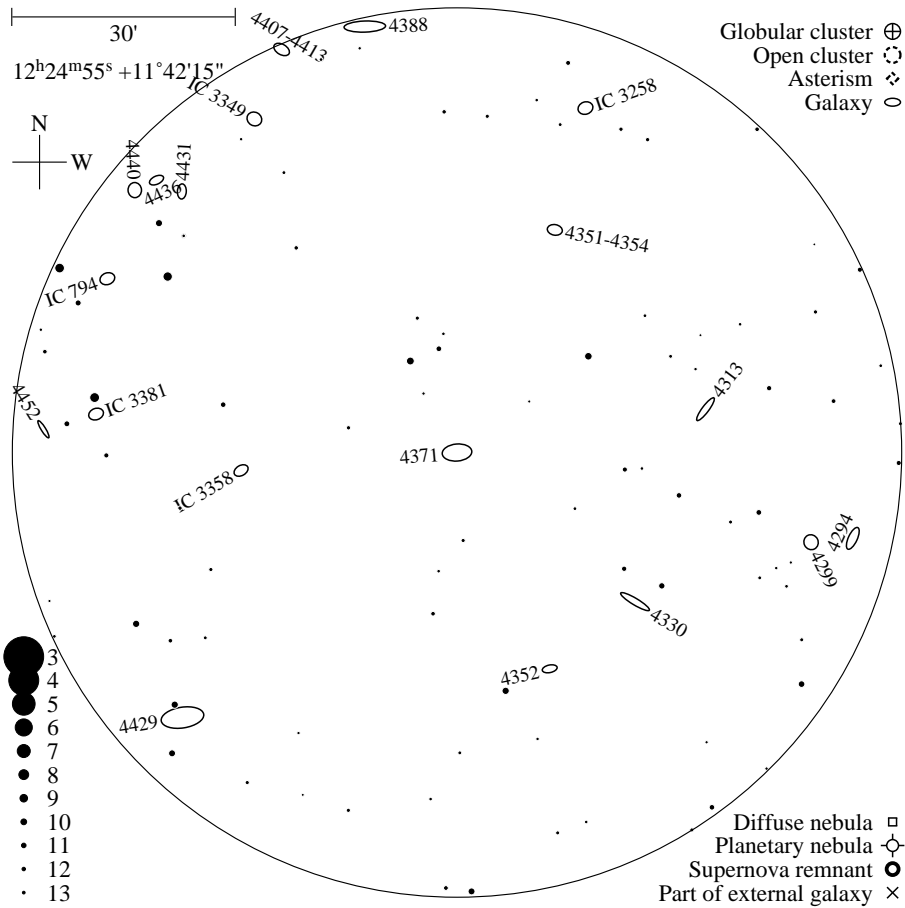 30'
12h24m55s +11°42'15"
N
W
4407-4413
4388
IC 3349
IC 3258
Globular cluster
Open cluster
Asterism
Galaxy
4440
4436
4431
4351-4354
IC 794
4452
IC 3381
4313
4371
IC 3358
4294
4299
4330
4352
4429
3
4
5
6
7
8
9
10
11
12
13
Diffuse nebula
Planetary nebula
Supernova remnant
Part of external galaxy